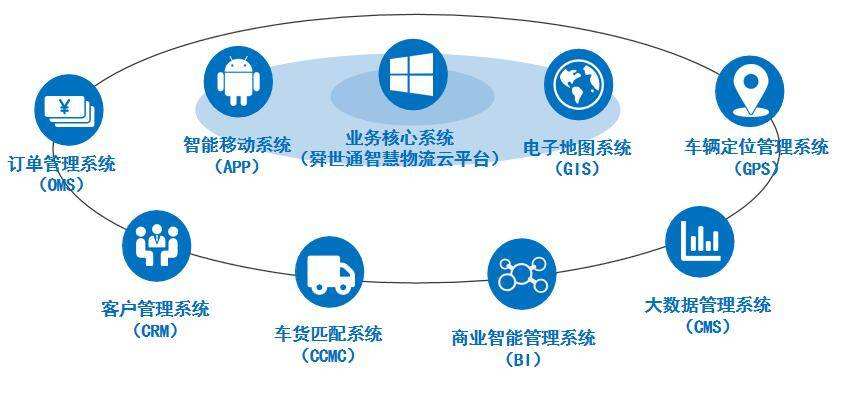 ¥
智能移动系统
(APP)
业务核心系统
(舜世通智慧物流云平台)
电子地图系统
(GIS)
订单管理系统
(OMS)
车辆定位管理系统
(GPS)
客户管理系统
(CRM)
车货匹配系统
(CCMC)
商业智能管理系统
(BI)
大数据管理系统
(CMS)